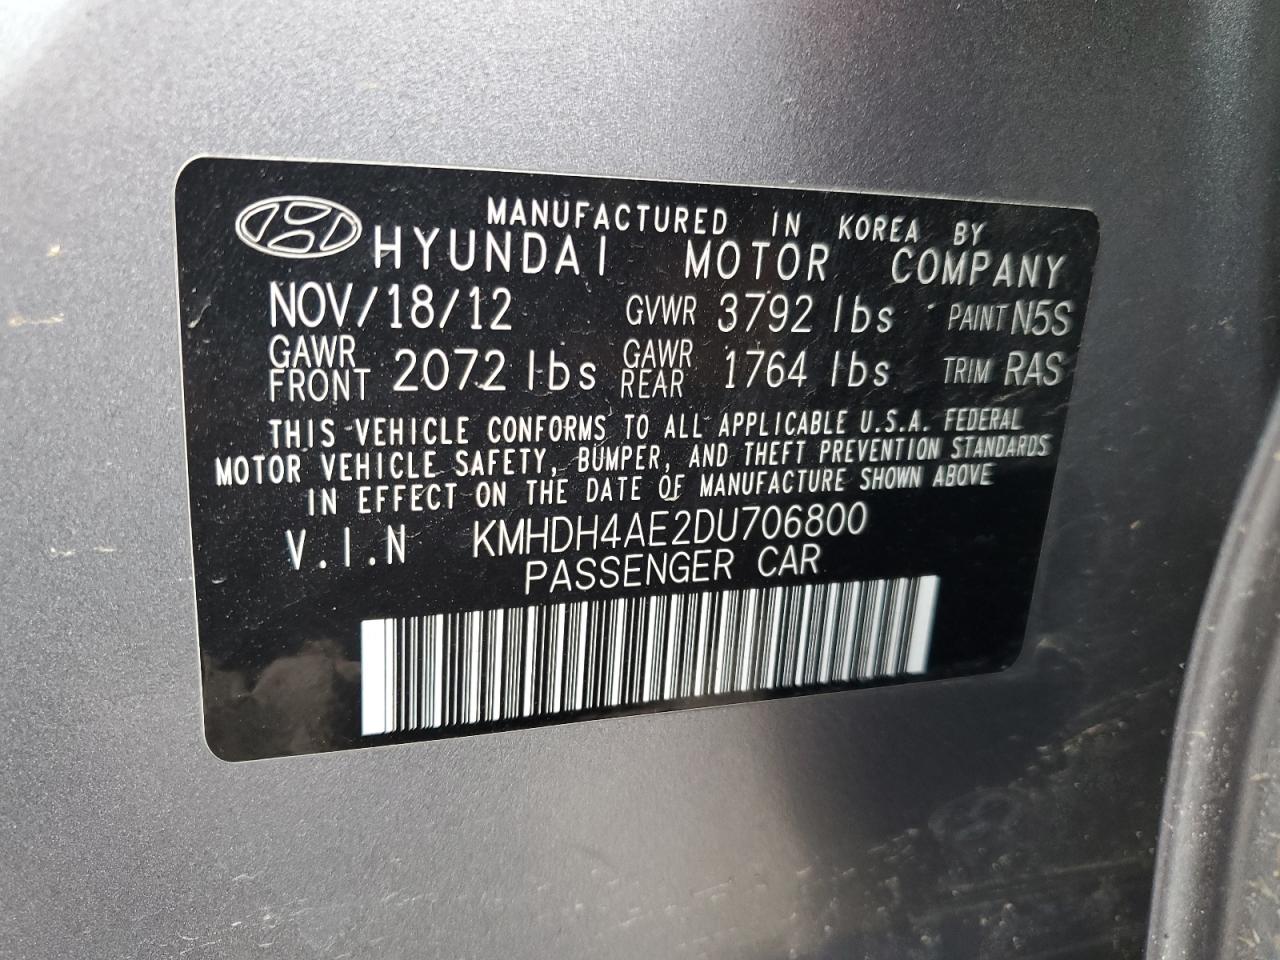 MANUFACTURED IN KOREA BY
HYUNDAI MOTOR COMPANY
NOV/18/12 GVWR 3792 lbs PAINT N5S
GAWR FRONT 2072 lbs GAWR REAR 1764 lbs TRIM RAS
THIS VEHICLE CONFORMS TO ALL APPLICABLE U.S.A. FEDERAL
MOTOR VEHICLE SAFETY, BUMPER, AND THEFT PREVENTION STANDARDS
IN EFFECT ON THE DATE OF MANUFACTURE SHOWN ABOVE
V.I.N KMHDH4AE2DU706800
PASSENGER CAR